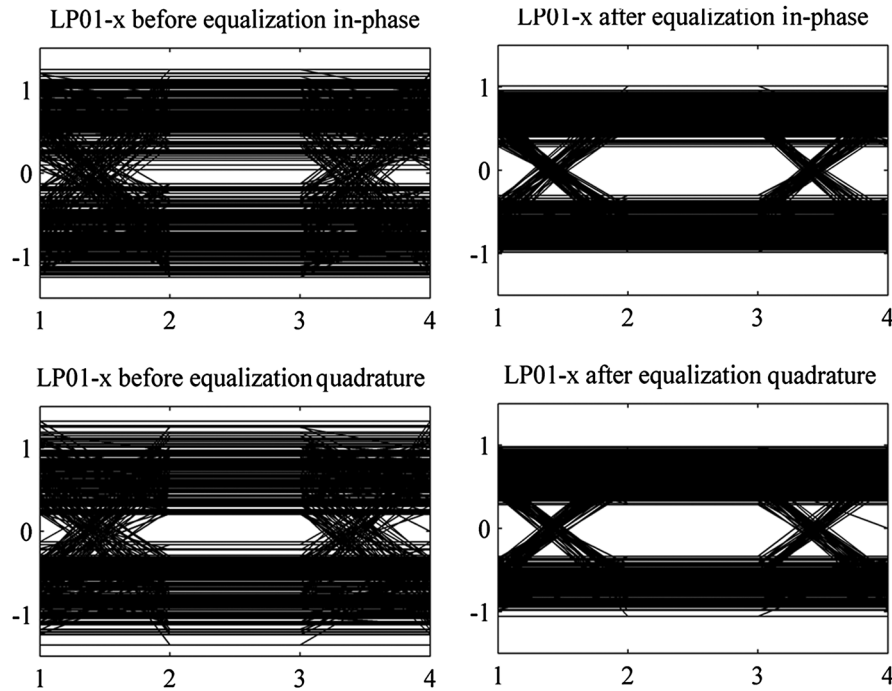 LP01-x before equalization in-phase
1
0
-1
1 2 3 4
LP01-x after equalization in-phase
1
0
-1
1 2 3 4
LP01-x before equalization quadrature
1
0
-1
1 2 3 4
LP01-x after equalization quadrature
1
0
-1
1 2 3 4